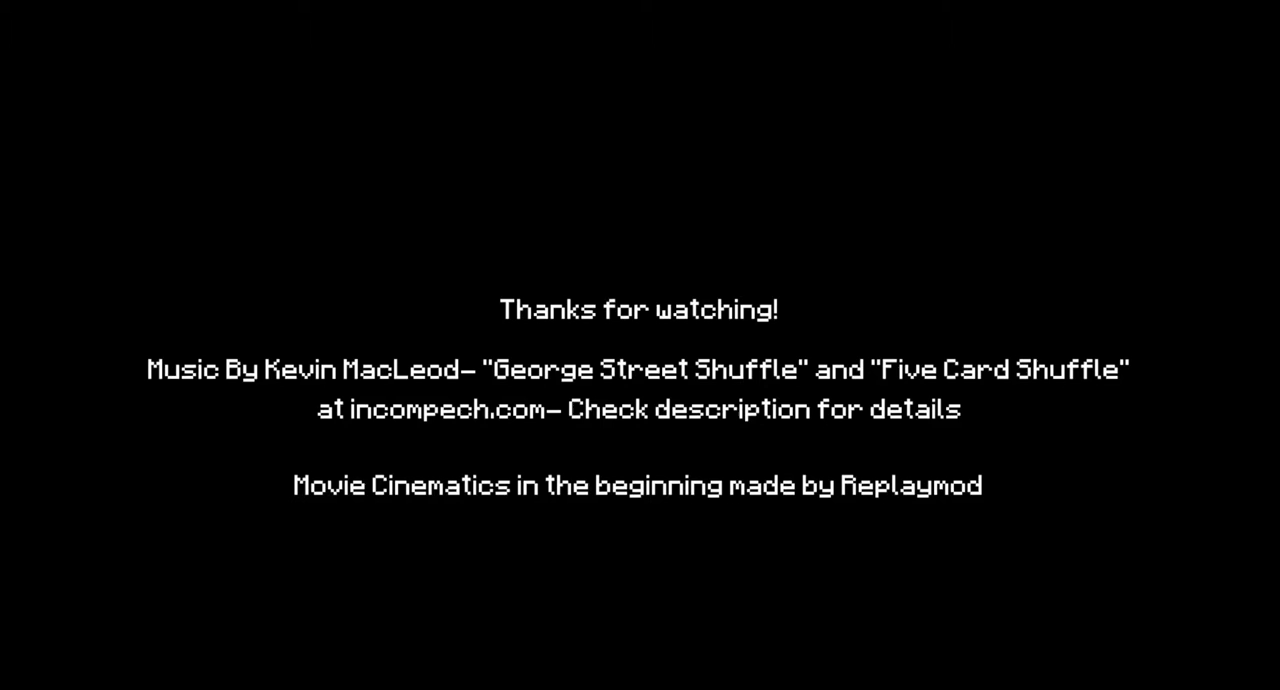 Thanks for watching!
Music By Kevin MacLeod- "George Street Shuffle" and "Five Card Shuffle"
at incompech.com- Check description for details
Movie Cinematics in the beginning made by Replaymod